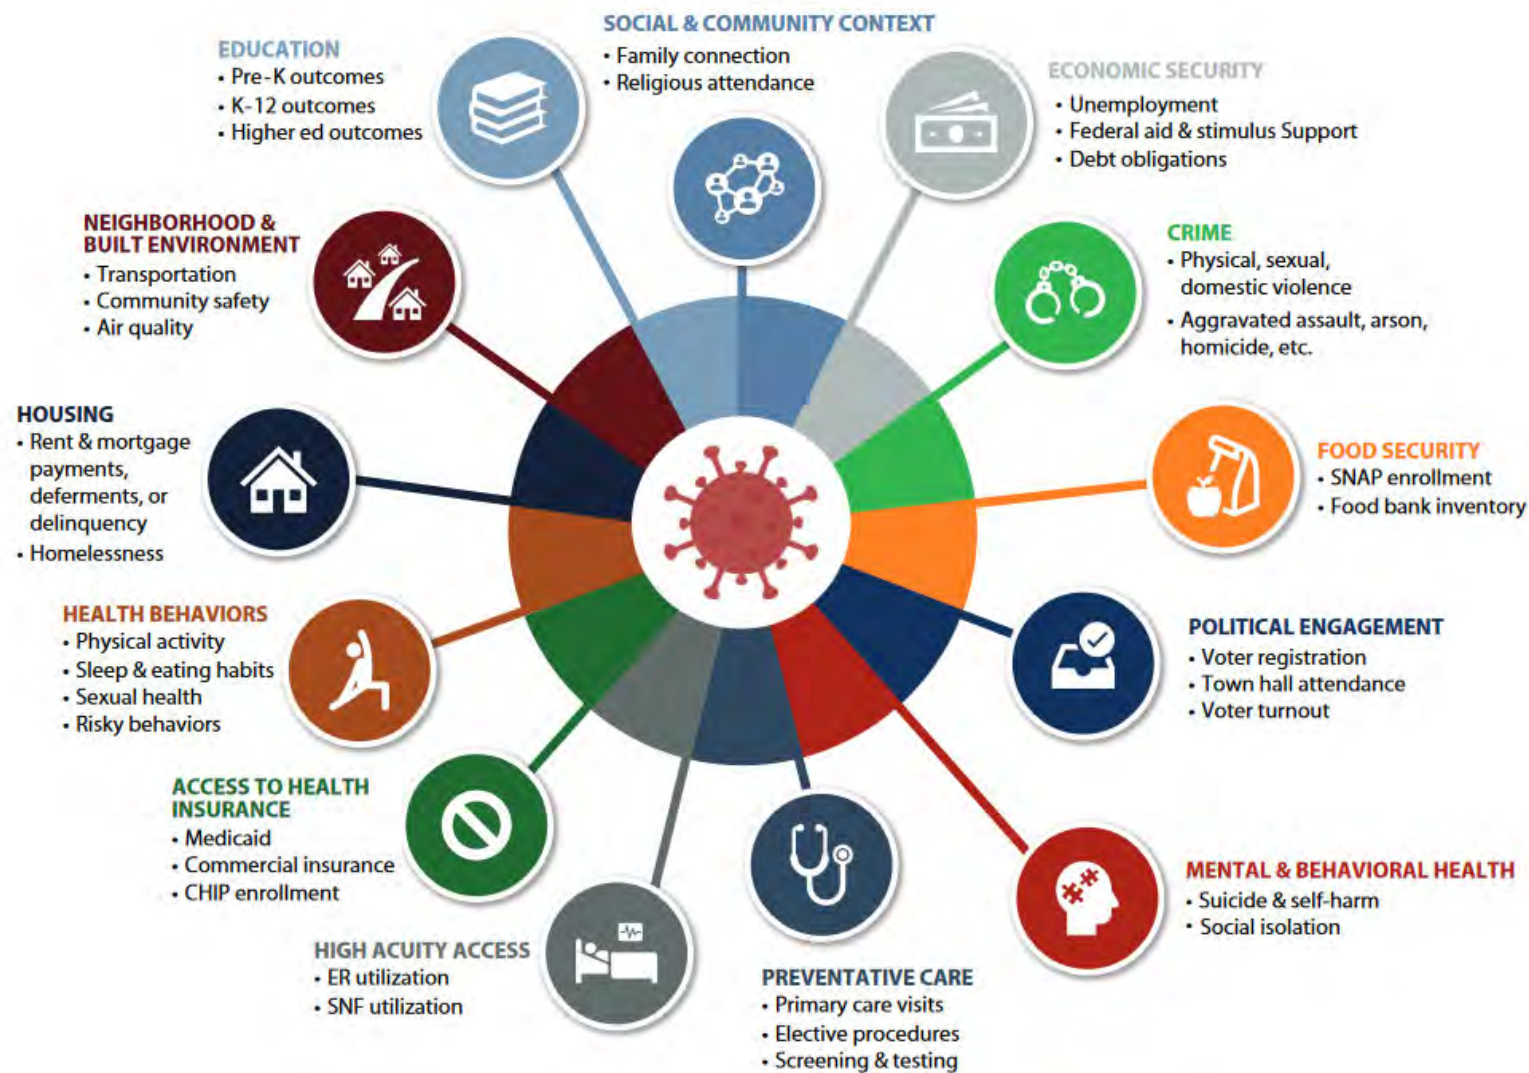 SOCIAL & COMMUNITY CONTEXT
• Family connection
• Religious attendance
EDUCATION
• Pre-K outcomes
• K-12 outcomes
• Higher ed outcomes
ECONOMIC SECURITY
• Unemployment
• Federal aid & stimulus Support
• Debt obligations
NEIGHBORHOOD &
BUILT ENVIRONMENT
• Transportation
• Community safety
• Air quality
CRIME
• Physical, sexual,
domestic violence
• Aggravated assault, arson,
homicide, etc.
HOUSING
• Rent & mortgage
payments,
deferments, or
delinquency
• Homelessness
FOOD SECURITY
• SNAP enrollment
• Food bank inventory
HEALTH BEHAVIORS
• Physical activity
• Sleep & eating habits
• Sexual health
• Risky behaviors
POLITICAL ENGAGEMENT
• Voter registration
• Town hall attendance
• Voter turnout
ACCESS TO HEALTH
INSURANCE
• Medicaid
• Commercial insurance
• CHIP enrollment
MENTAL & BEHAVIORAL HEALTH
• Suicide & self-harm
• Social isolation
HIGH ACUITY ACCESS
• ER utilization
• SNF utilization
PREVENTATIVE CARE
• Primary care visits
• Elective procedures
• Screening & testing